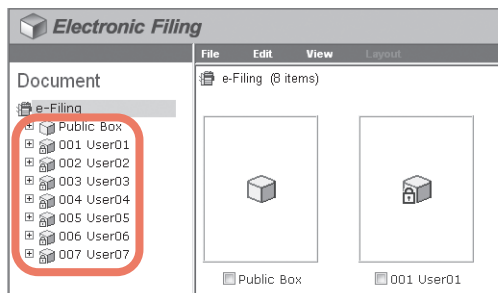 Electronic Filing
File Edit View Layout
Document
e-Filing
Public Box
001 User01
002 User02
003 User03
004 User04
005 User05
006 User06
007 User07
e-Filing (8 items)
Public Box
001 User01